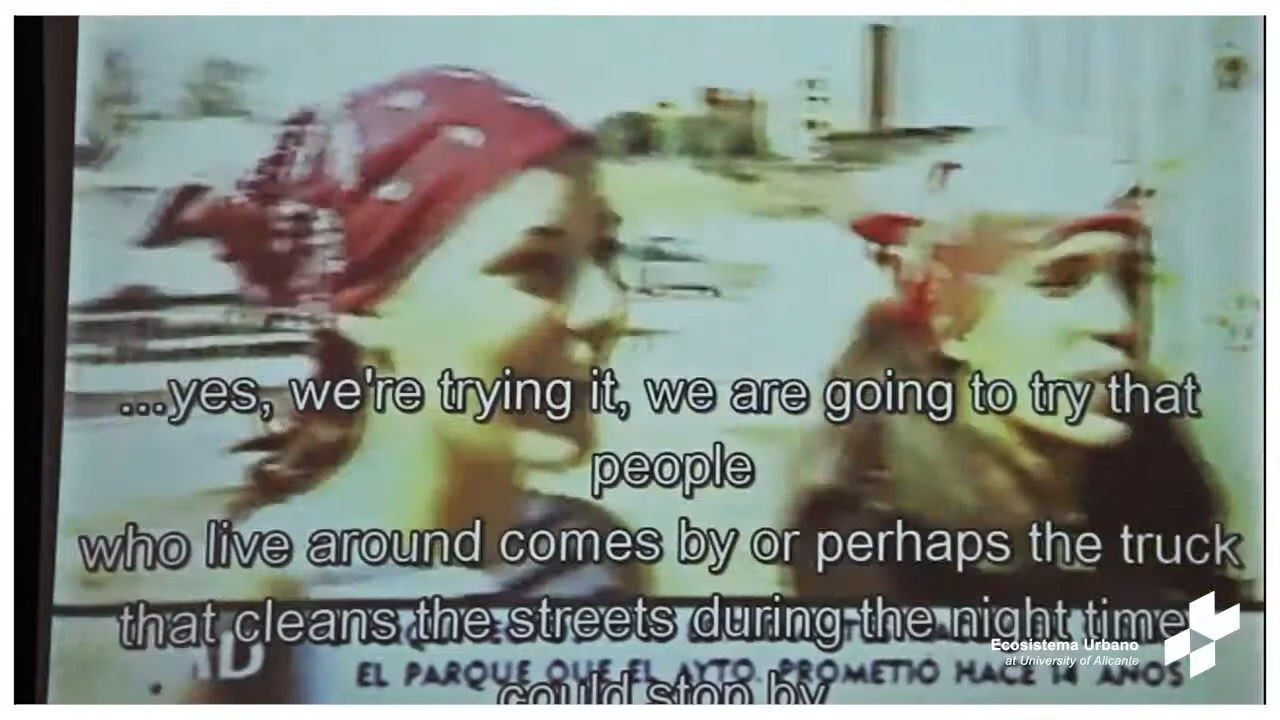 ...yes, we're trying it, we are going to try that
people
who live around comes by or perhaps the truck
that cleans the streets during the night time
could stop by
EL PARQUE QUE EL AYTO. PROMETIÓ HACE 14 AÑOS
Ecosistema Urbano
at University of Alicante